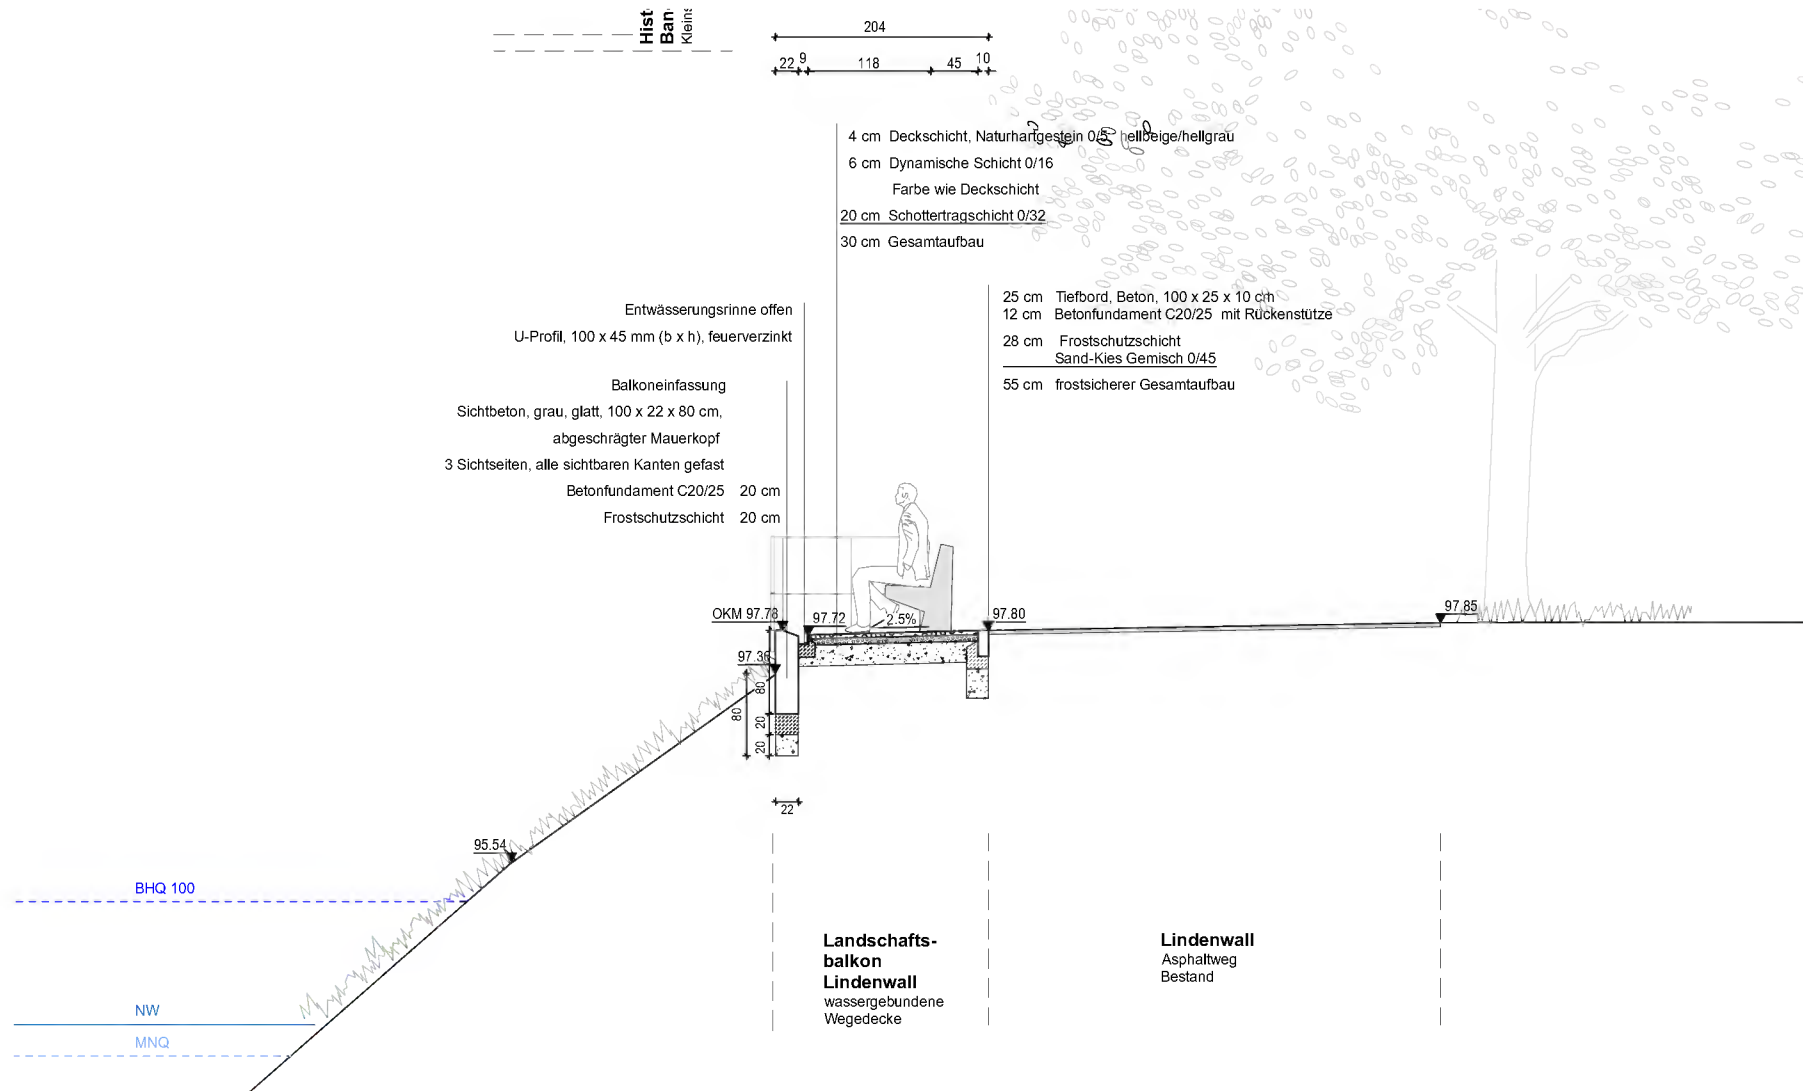 Hist
Ban
Kleins
204
22 9 118 45 10
4 cm Deckschicht, Naturhartgestein 0/5 hellbeige/hellgrau
6 cm Dynamische Schicht 0/16
Farbe wie Deckschicht
20 cm Schottertragschicht 0/32
30 cm Gesamtaufbau
25 cm Tiefbord, Beton, 100 x 25 x 10 cm
12 cm Betonfundament C20/25 mit Rückenstütze
28 cm Frostschutzschicht
Sand-Kies Gemisch 0/45
55 cm frostsicherer Gesamtaufbau
Entwässerungsrinne offen
U-Profil, 100 x 45 mm (b x h), feuerverzinkt
Balkoneinfassung
Sichtbeton, grau, glatt, 100 x 22 x 80 cm,
abgeschrägter Mauerkopf
3 Sichtseiten, alle sichtbaren Kanten gefast
Betonfundament C20/25 20 cm
Frostschutzschicht 20 cm
OKM 97.78
97.72
2.5%
97.80
97.85
97.36
80
80
20
20
22
95.54
BHQ 100
NW
MNQ
Landschafts-
balkon
Lindenwall
wassergebundene
Wegedecke
Lindenwall
Asphaltweg
Bestand